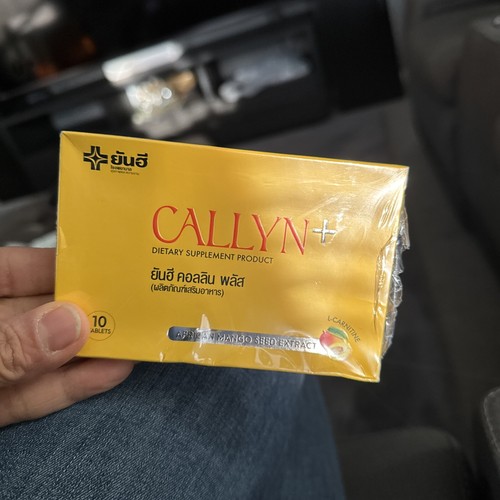 ยันฮี
CALLYN+
DIETARY SUPPLEMENT PRODUCT
ยันฮี คอลลิน พลัส
(ผลิตภัณฑ์เสริมอาหาร)
10
TABLETS
L-CARNITINE
AFRICAN MANGO SEED EXTRACT